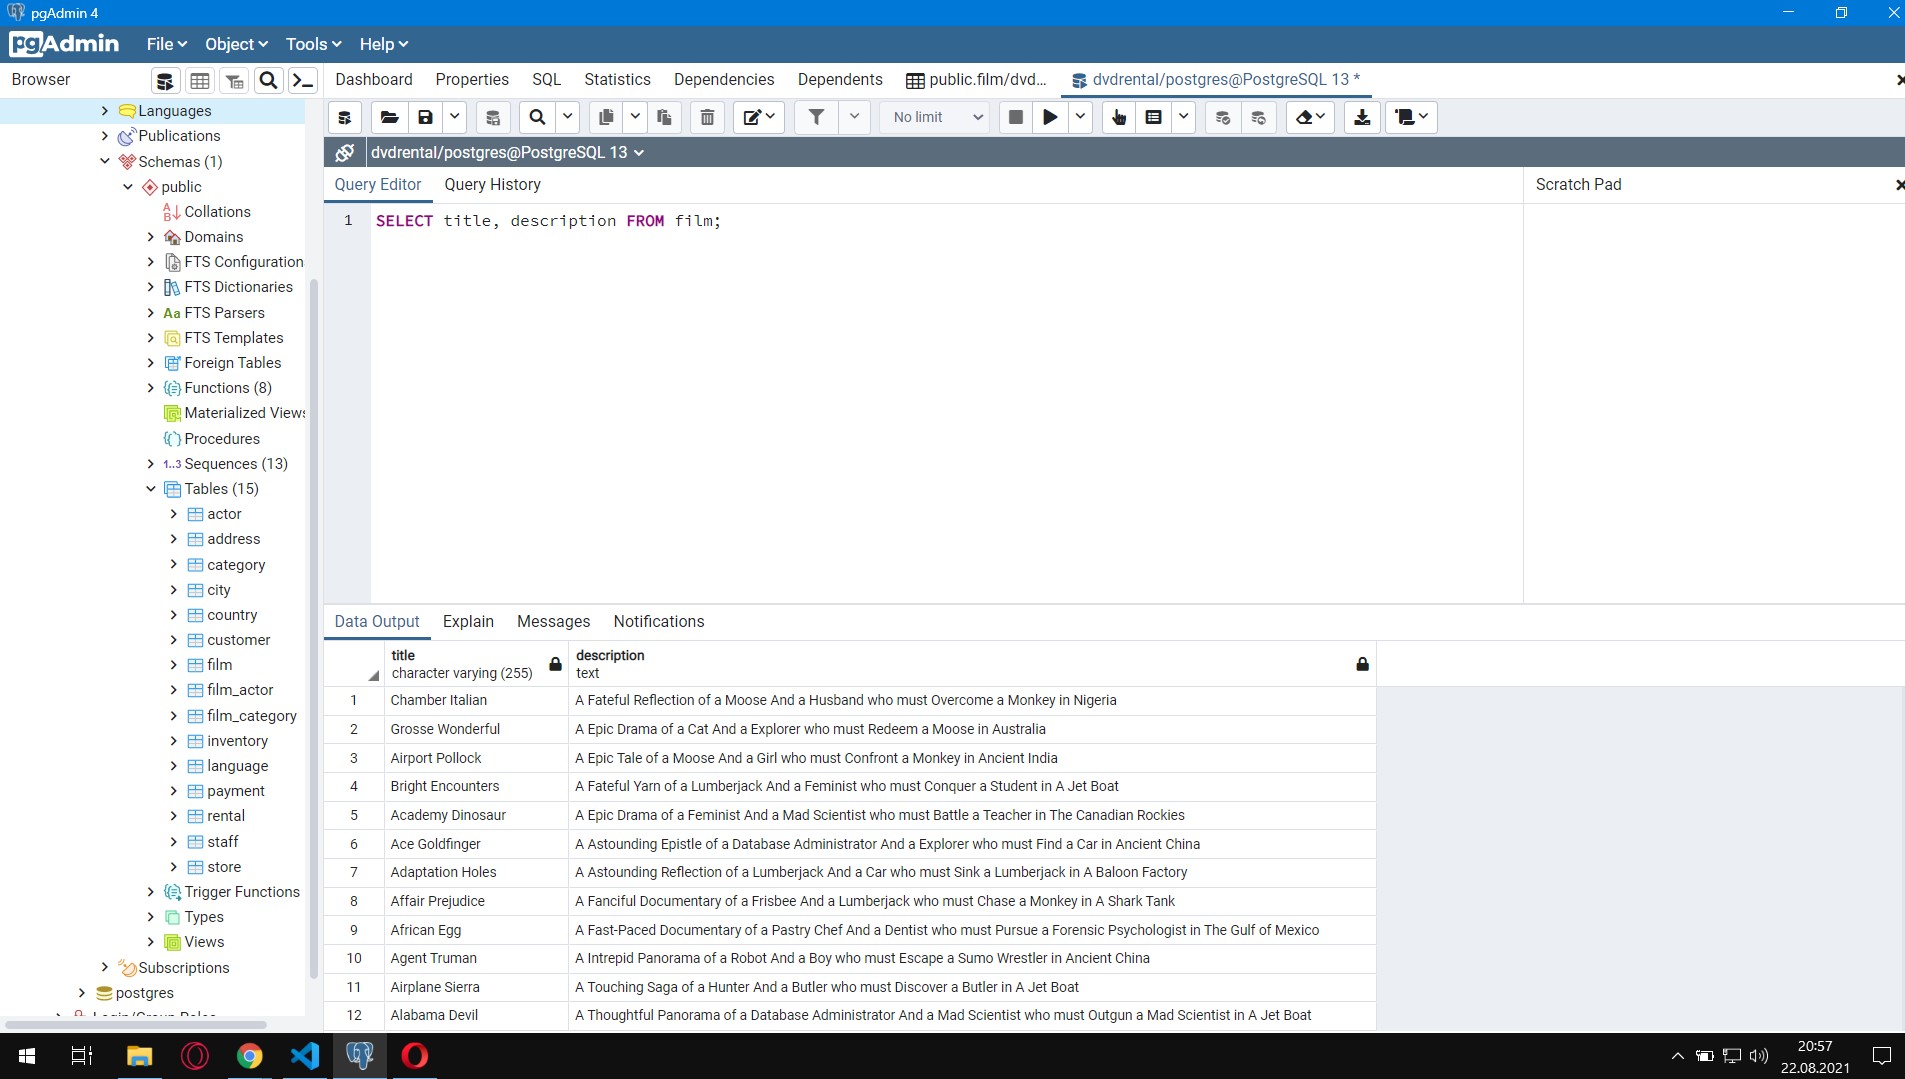 pgAdmin 4
pgAdmin File Object Tools Help
Browser
Dashboard Properties SQL Statistics Dependencies Dependents public.film/dvd... dvdrental/postgres@PostgreSQL 13 *
No limit
dvdrental/postgres@PostgreSQL 13
Query Editor Query History
Scratch Pad
1 SELECT title, description FROM film;
Languages
Publications
Schemas (1)
public
Collations
Domains
FTS Configuration
FTS Dictionaries
Aa FTS Parsers
FTS Templates
Foreign Tables
Functions (8)
Materialized Views
Procedures
1..3 Sequences (13)
Tables (15)
actor
address
category
city
country
customer
film
film_actor
film_category
inventory
language
payment
rental
staff
store
Trigger Functions
Types
Views
Subscriptions
postgres
Login/Group Roles
Data Output Explain Messages Notifications
title description
character varying (255) text
1 Chamber Italian A Fateful Reflection of a Moose And a Husband who must Overcome a Monkey in Nigeria
2 Grosse Wonderful A Epic Drama of a Cat And a Explorer who must Redeem a Moose in Australia
3 Airport Pollock A Epic Tale of a Moose And a Girl who must Confront a Monkey in Ancient India
4 Bright Encounters A Fateful Yarn of a Lumberjack And a Feminist who must Conquer a Student in A Jet Boat
5 Academy Dinosaur A Epic Drama of a Feminist And a Mad Scientist who must Battle a Teacher in The Canadian Rockies
6 Ace Goldfinger A Astounding Epistle of a Database Administrator And a Explorer who must Find a Car in Ancient China
7 Adaptation Holes A Astounding Reflection of a Lumberjack And a Car who must Sink a Lumberjack in A Baloon Factory
8 Affair Prejudice A Fanciful Documentary of a Frisbee And a Lumberjack who must Chase a Monkey in A Shark Tank
9 African Egg A Fast-Paced Documentary of a Pastry Chef And a Dentist who must Pursue a Forensic Psychologist in The Gulf of Mexico
10 Agent Truman A Intrepid Panorama of a Robot And a Boy who must Escape a Sumo Wrestler in Ancient China
11 Airplane Sierra A Touching Saga of a Hunter And a Butler who must Discover a Butler in A Jet Boat
12 Alabama Devil A Thoughtful Panorama of a Database Administrator And a Mad Scientist who must Outgun a Mad Scientist in A Jet Boat
20:57
22.08.2021